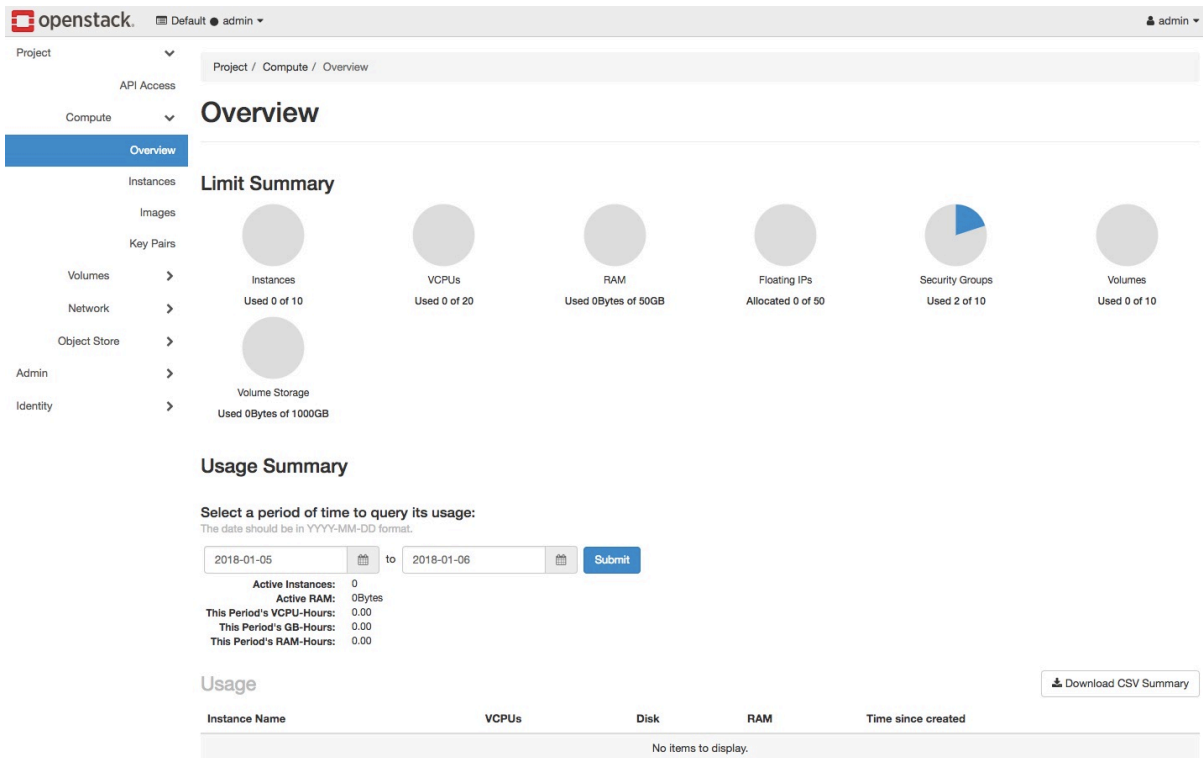 openstack. Default ● admin admin
Project
API Access
Compute
Overview
Instances
Images
Key Pairs
Volumes
Network
Object Store
Admin
Identity
Project / Compute / Overview
Overview
Limit Summary
Instances
Used 0 of 10
VCPUs
Used 0 of 20
RAM
Used 0Bytes of 50GB
Floating IPs
Allocated 0 of 50
Security Groups
Used 2 of 10
Volumes
Used 0 of 10
Volume Storage
Used 0Bytes of 1000GB
Usage Summary
Select a period of time to query its usage:
The date should be in YYYY-MM-DD format.
2018-01-05 to 2018-01-06 Submit
Active Instances: 0
Active RAM: 0Bytes
This Period's VCPU-Hours: 0.00
This Period's GB-Hours: 0.00
This Period's RAM-Hours: 0.00
Usage Download CSV Summary
Instance Name VCPUs Disk RAM Time since created
No items to display.